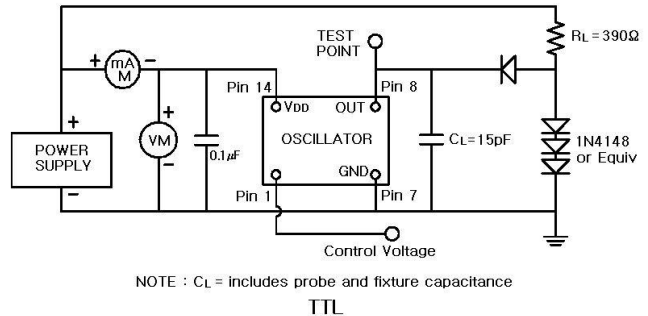 TEST
POINT
RL=390Ω
+ mA -
M
Pin 14
Pin 8
+
VDD
OUT
+
POWER
SUPPLY
-
VM
-
0.1µF
OSCILLATOR
CL=15pF
1N4148
or Equiv
GND
Pin 1
Pin 7
Control Voltage
NOTE : CL = includes probe and fixture capacitance
TTL